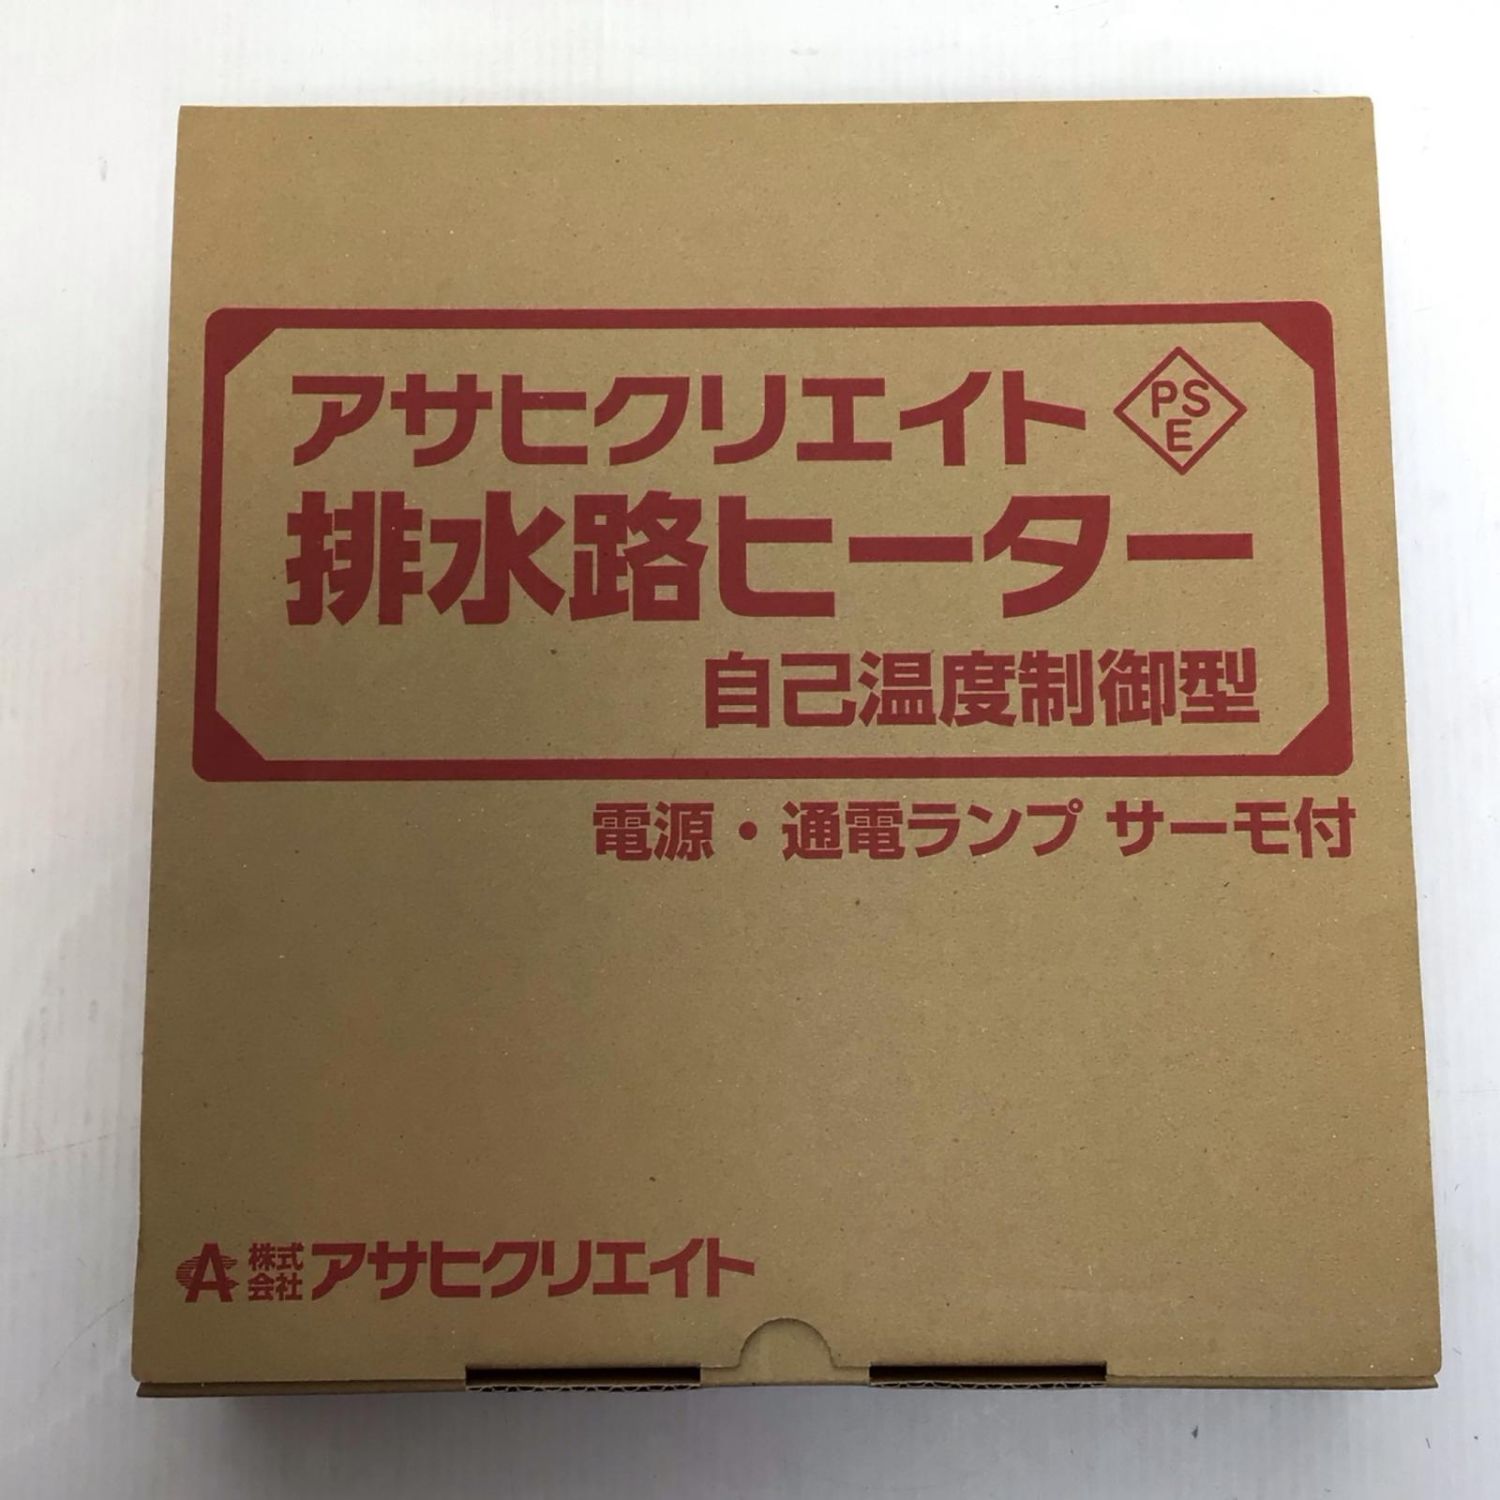 アサヒクリエイト PSE
排水路ヒーター
自己温度制御型
電源・通電ランプ サーモ付
A 株式会社アサヒクリエイト